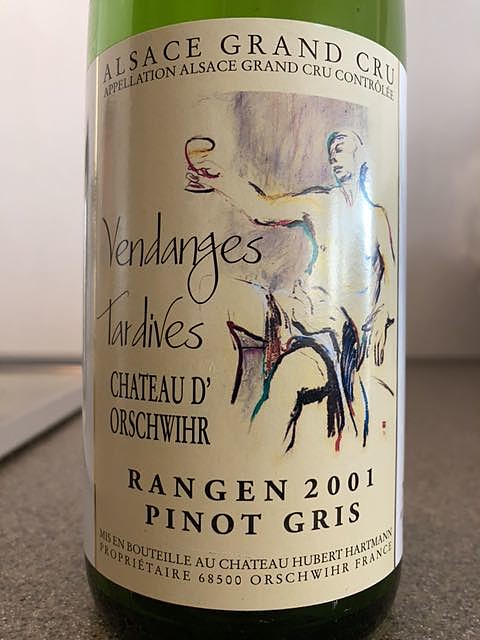 ALSACE GRAND CRU
APPELLATION ALSACE GRAND CRU CONTRÔLÉE
Vendanges
Tardives
CHATEAU D'
ORSCHWIHR
RANGEN 2001
PINOT GRIS
MIS EN BOUTEILLE AU CHATEAU HUBERT HARTMANN
PROPRIÉTAIRE 68500 ORSCHWIHR FRANCE